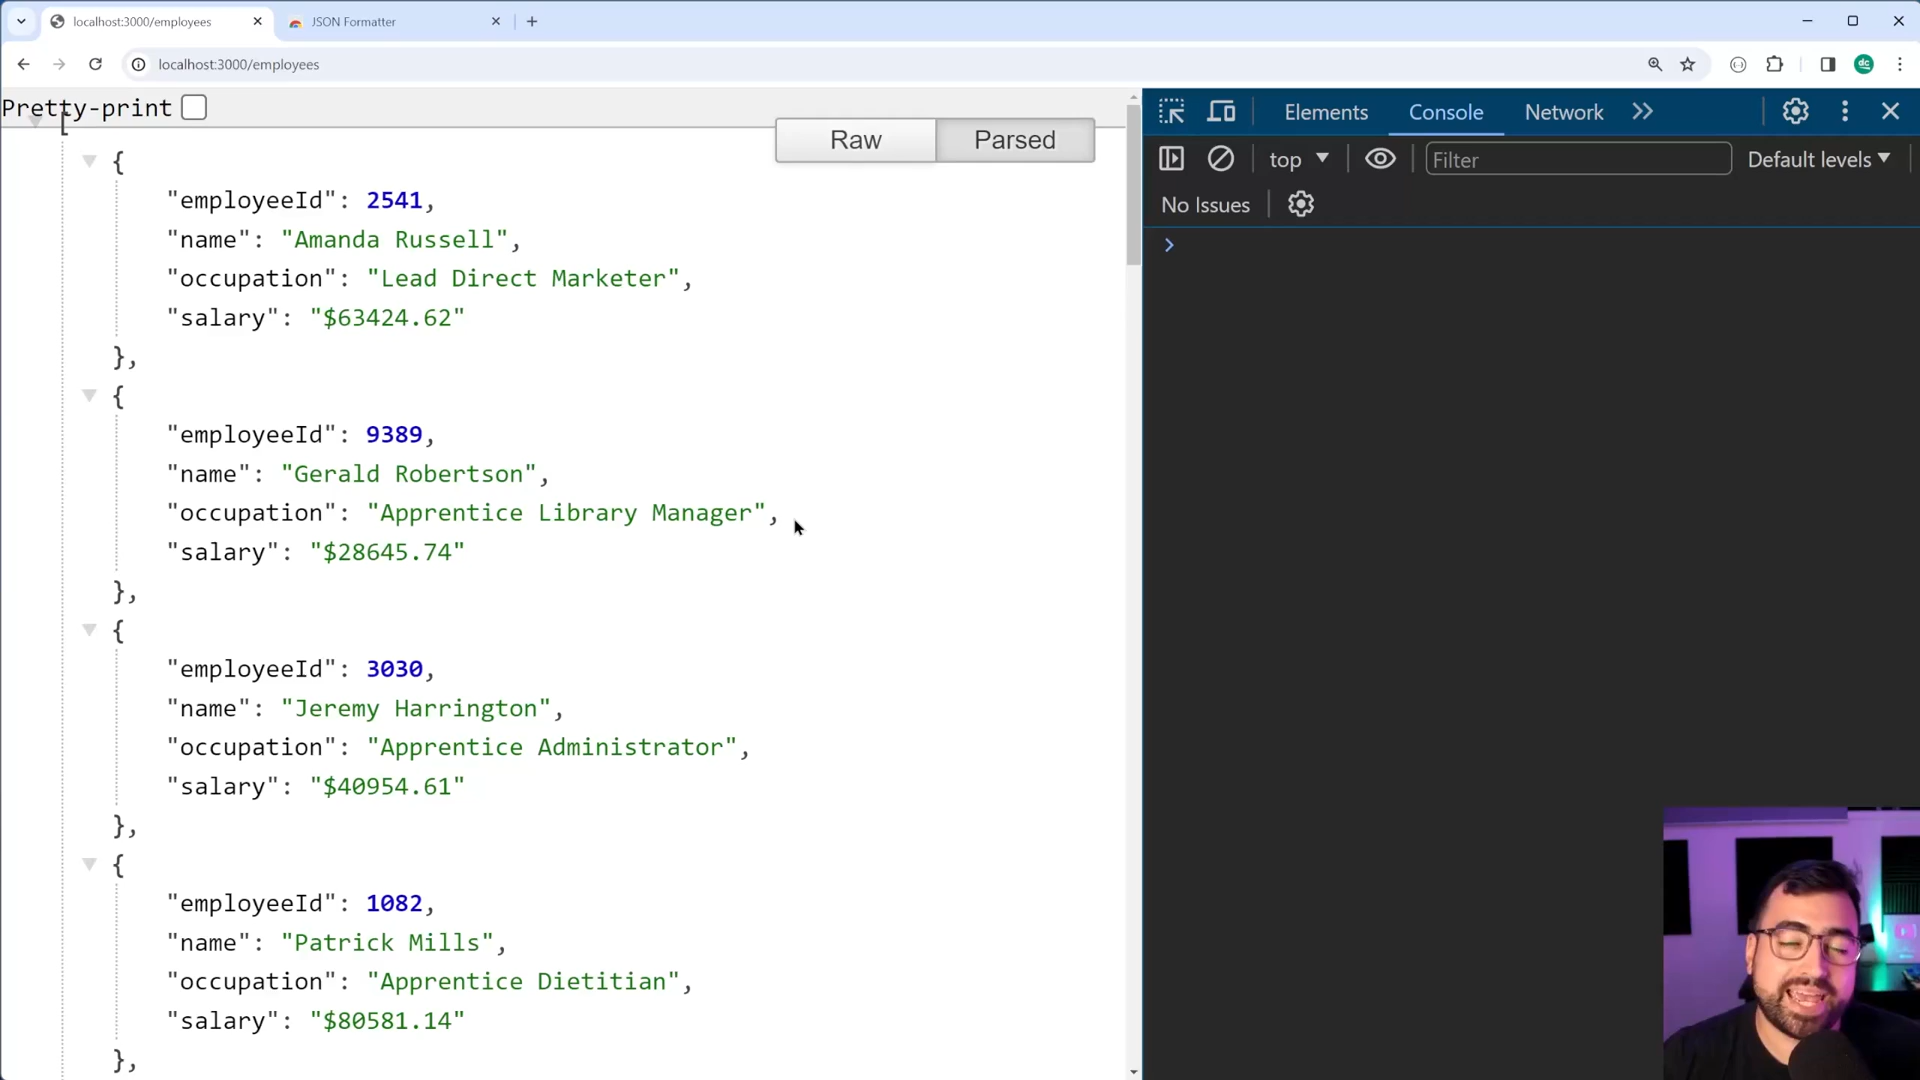 localhost:3000/employees
JSON Formatter
localhost:3000/employees
dc
Pretty-print
Raw
Parsed
[
{
"employeeId": 2541,
"name": "Amanda Russell",
"occupation": "Lead Direct Marketer",
"salary": "$63424.62"
},
{
"employeeId": 9389,
"name": "Gerald Robertson",
"occupation": "Apprentice Library Manager",
"salary": "$28645.74"
},
{
"employeeId": 3030,
"name": "Jeremy Harrington",
"occupation": "Apprentice Administrator",
"salary": "$40954.61"
},
{
"employeeId": 1082,
"name": "Patrick Mills",
"occupation": "Apprentice Dietitian",
"salary": "$80581.14"
},
Elements Console Network
top Filter Default levels
No Issues